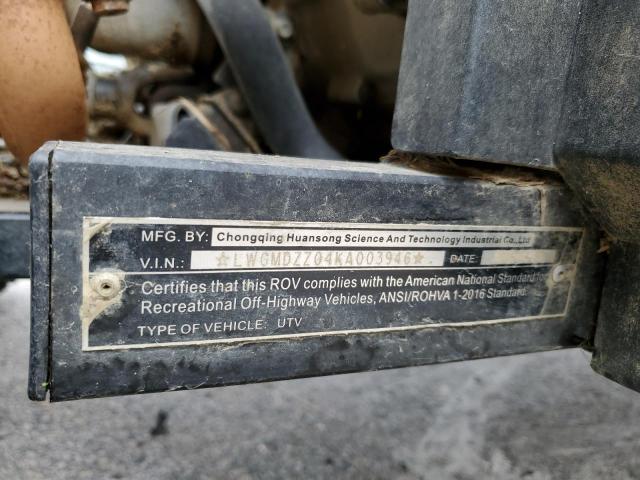 MFG. BY: Chongqing Huansong Science And Technology Industrial Co., Ltd
V.I.N.: ★LWGMDZZ04KA003946★ DATE:
Certifies that this ROV complies with the American National Standard for
Recreational Off-Highway Vehicles, ANSI/ROHVA 1-2016 Standard.
TYPE OF VEHICLE: UTV